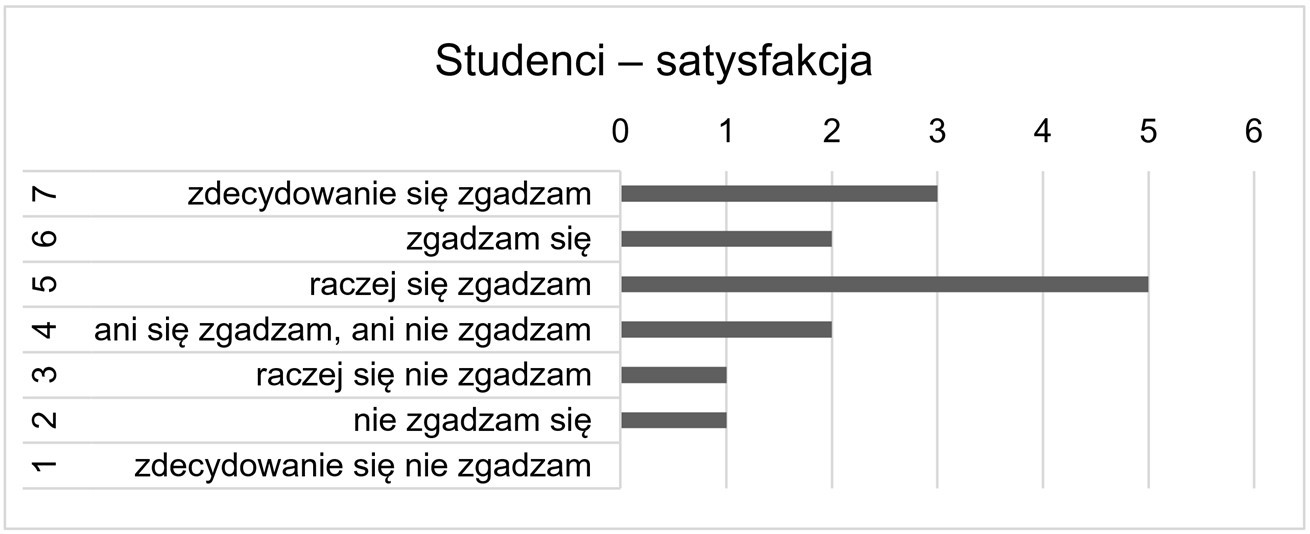 Studenci – satysfakcja
0 1 2 3 4 5 6
7 zdecydowanie się zgadzam
6 zgadzam się
5 raczej się zgadzam
4 ani się zgadzam, ani nie zgadzam
3 raczej się nie zgadzam
2 nie zgadzam się
1 zdecydowanie się nie zgadzam